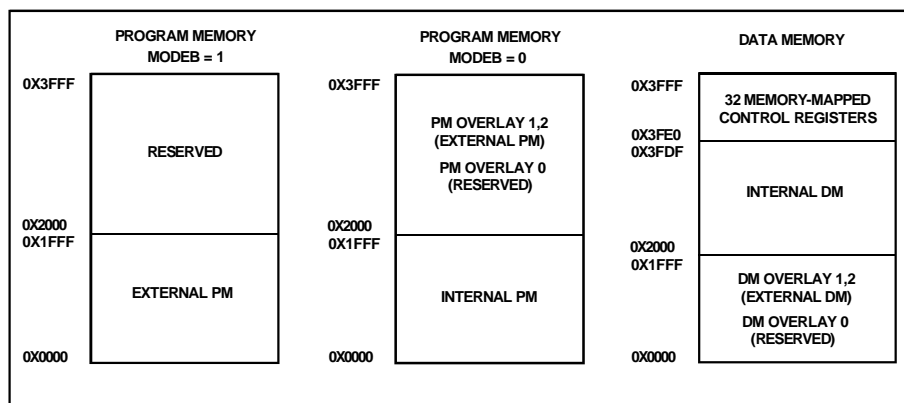 PROGRAM MEMORY
MODEB = 1
0X3FFF
RESERVED
0X2000
0X1FFF
EXTERNAL PM
0X0000
PROGRAM MEMORY
MODEB = 0
0X3FFF
PM OVERLAY 1,2
(EXTERNAL PM)
PM OVERLAY 0
(RESERVED)
0X2000
0X1FFF
INTERNAL PM
0X0000
DATA MEMORY
0X3FFF
32 MEMORY-MAPPED
CONTROL REGISTERS
0X3FE0
0X3FDF
INTERNAL DM
0X2000
0X1FFF
DM OVERLAY 1,2
(EXTERNAL DM)
DM OVERLAY 0
(RESERVED)
0X0000